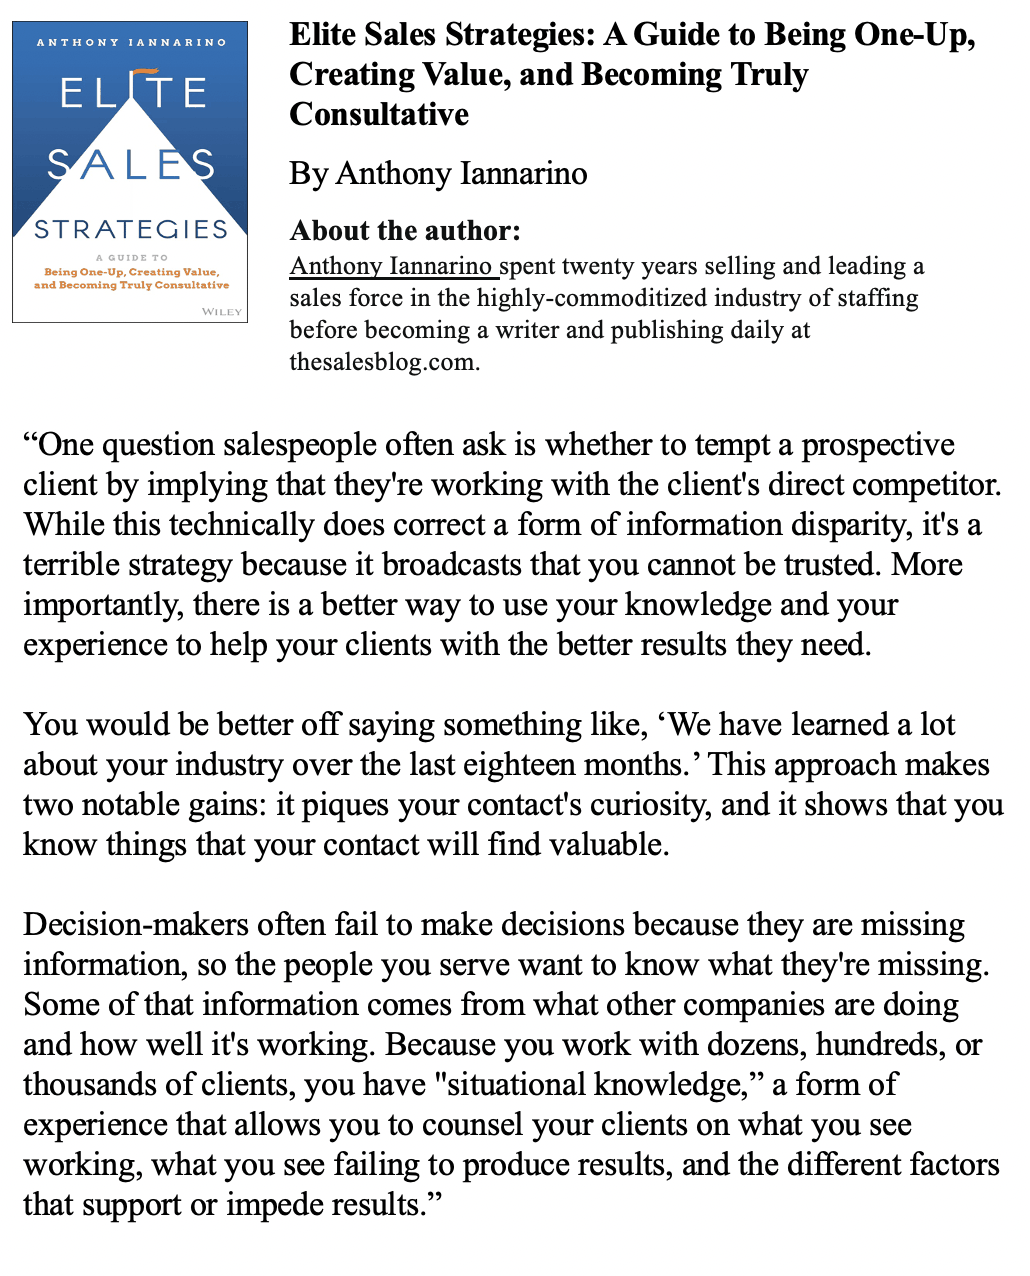 ANTHONY IANNARINO
ELITE
SALES
STRATEGIES
A GUIDE TO
Being One-Up, Creating Value,
and Becoming Truly Consultative
WILEY
Elite Sales Strategies: A Guide to Being One-Up,
Creating Value, and Becoming Truly
Consultative
By Anthony Iannarino
About the author:
Anthony Iannarino spent twenty years selling and leading a
sales force in the highly-commoditized industry of staffing
before becoming a writer and publishing daily at
thesalesblog.com.
“One question salespeople often ask is whether to tempt a prospective
client by implying that they're working with the client's direct competitor.
While this technically does correct a form of information disparity, it's a
terrible strategy because it broadcasts that you cannot be trusted. More
importantly, there is a better way to use your knowledge and your
experience to help your clients with the better results they need.
You would be better off saying something like, ‘We have learned a lot
about your industry over the last eighteen months.’ This approach makes
two notable gains: it piques your contact's curiosity, and it shows that you
know things that your contact will find valuable.
Decision-makers often fail to make decisions because they are missing
information, so the people you serve want to know what they're missing.
Some of that information comes from what other companies are doing
and how well it's working. Because you work with dozens, hundreds, or
thousands of clients, you have "situational knowledge,” a form of
experience that allows you to counsel your clients on what you see
working, what you see failing to produce results, and the different factors
that support or impede results.”